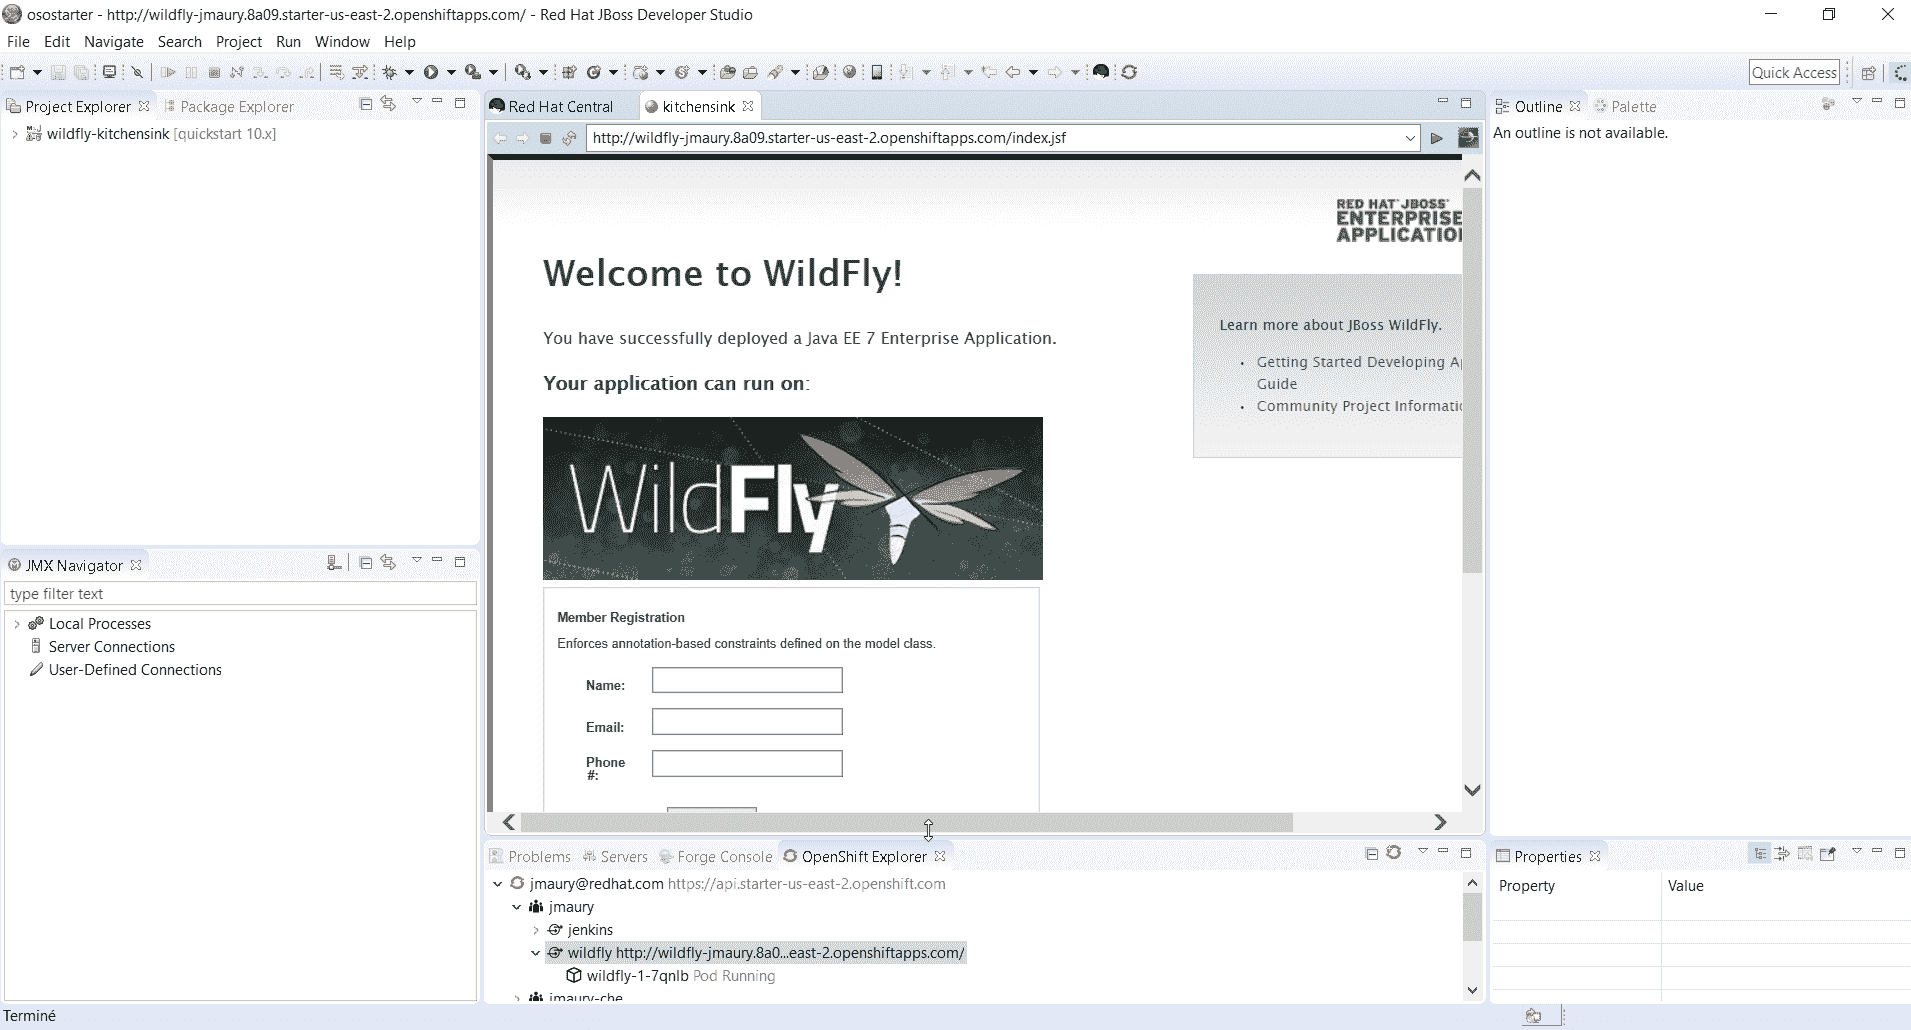 osostarter - http://wildfly-jmaury.8a09.starter-us-east-2.openshiftapps.com/ - Red Hat JBoss Developer Studio
File Edit Navigate Search Project Run Window Help
Quick Access
Project Explorer Package Explorer
wildfly-kitchensink [quickstart 10.x]
Red Hat Central kitchensink
http://wildfly-jmaury.8a09.starter-us-east-2.openshiftapps.com/index.jsf
RED HAT JBOSS
ENTERPRISE
APPLICATIO
Welcome to WildFly!
You have successfully deployed a Java EE 7 Enterprise Application.
Your application can run on:
WildFly
Learn more about JBoss WildFly.
Getting Started Developing A
Guide
Community Project Informati
Member Registration
Enforces annotation-based constraints defined on the model class.
Name:
Email:
Phone
#:
Outline Palette
An outline is not available.
JMX Navigator
type filter text
Local Processes
Server Connections
User-Defined Connections
Problems Servers Forge Console OpenShift Explorer
jmaury@redhat.com https://api.starter-us-east-2.openshift.com
jmaury
jenkins
wildfly http://wildfly-jmaury.8a0...east-2.openshiftapps.com/
wildfly-1-7qnlb Pod Running
jmaury-che
Properties
Property Value
Terminé